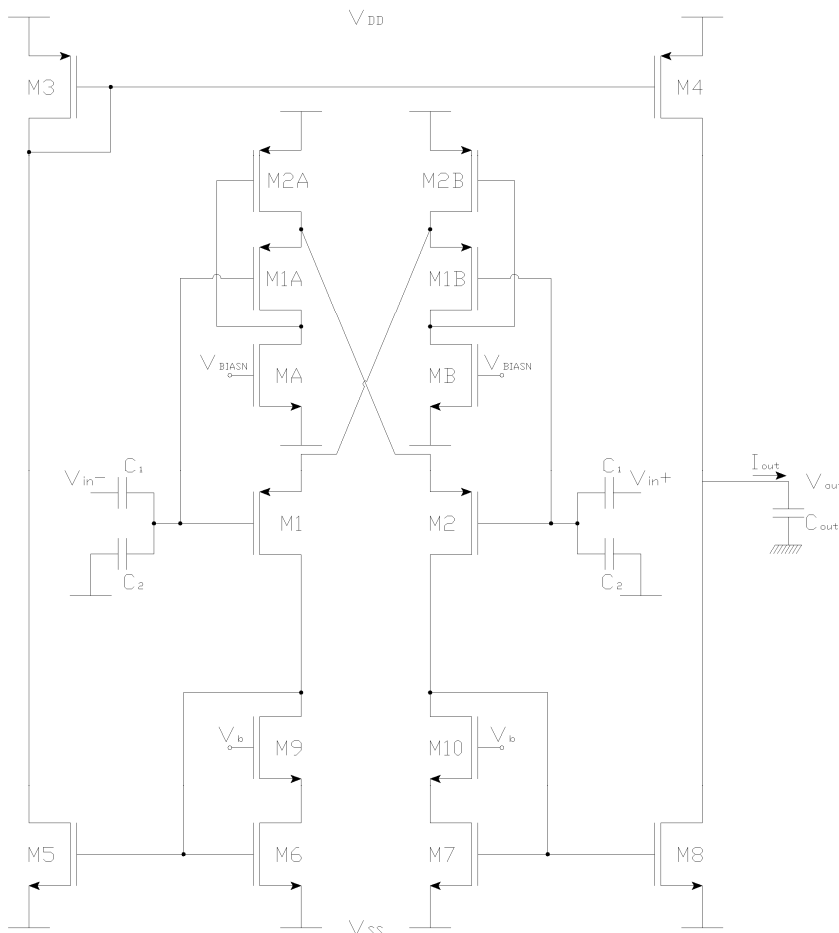 VDD
M3 M4
M2A M2B
M1A M1B
VBIASN MA MB VBIASN
Vin- C1 C1 Vin+ Iout Vout
M1 M2 Cout
C2 C2
Vb M9 M10 Vb
M5 M6 M7 M8
VSS